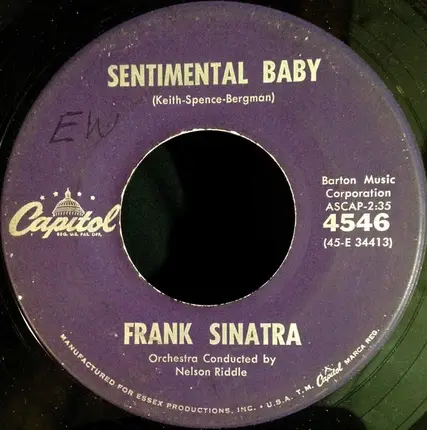 SENTIMENTAL BABY
(Keith-Spence-Bergman)
EW
Barton Music
Corporation
ASCAP-2:35
4546
(45-E 34413)
Capitol
REG. U.S. PAT. OFF.
FRANK SINATRA
Orchestra Conducted by
Nelson Riddle
MANUFACTURED FOR ESSEX PRODUCTIONS, INC. • U.S.A. T.M. Capitol MARCA REG.